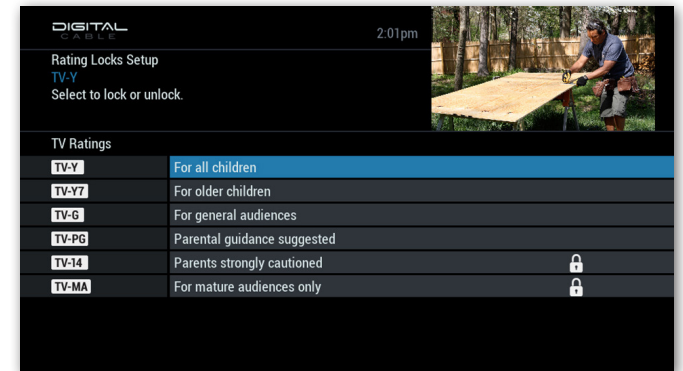 DIGITAL
CABLE
2:01pm
Rating Locks Setup
TV-Y
Select to lock or unlock.
TV Ratings
TV-Y For all children
TV-Y7 For older children
TV-G For general audiences
TV-PG Parental guidance suggested
TV-14 Parents strongly cautioned
TV-MA For mature audiences only